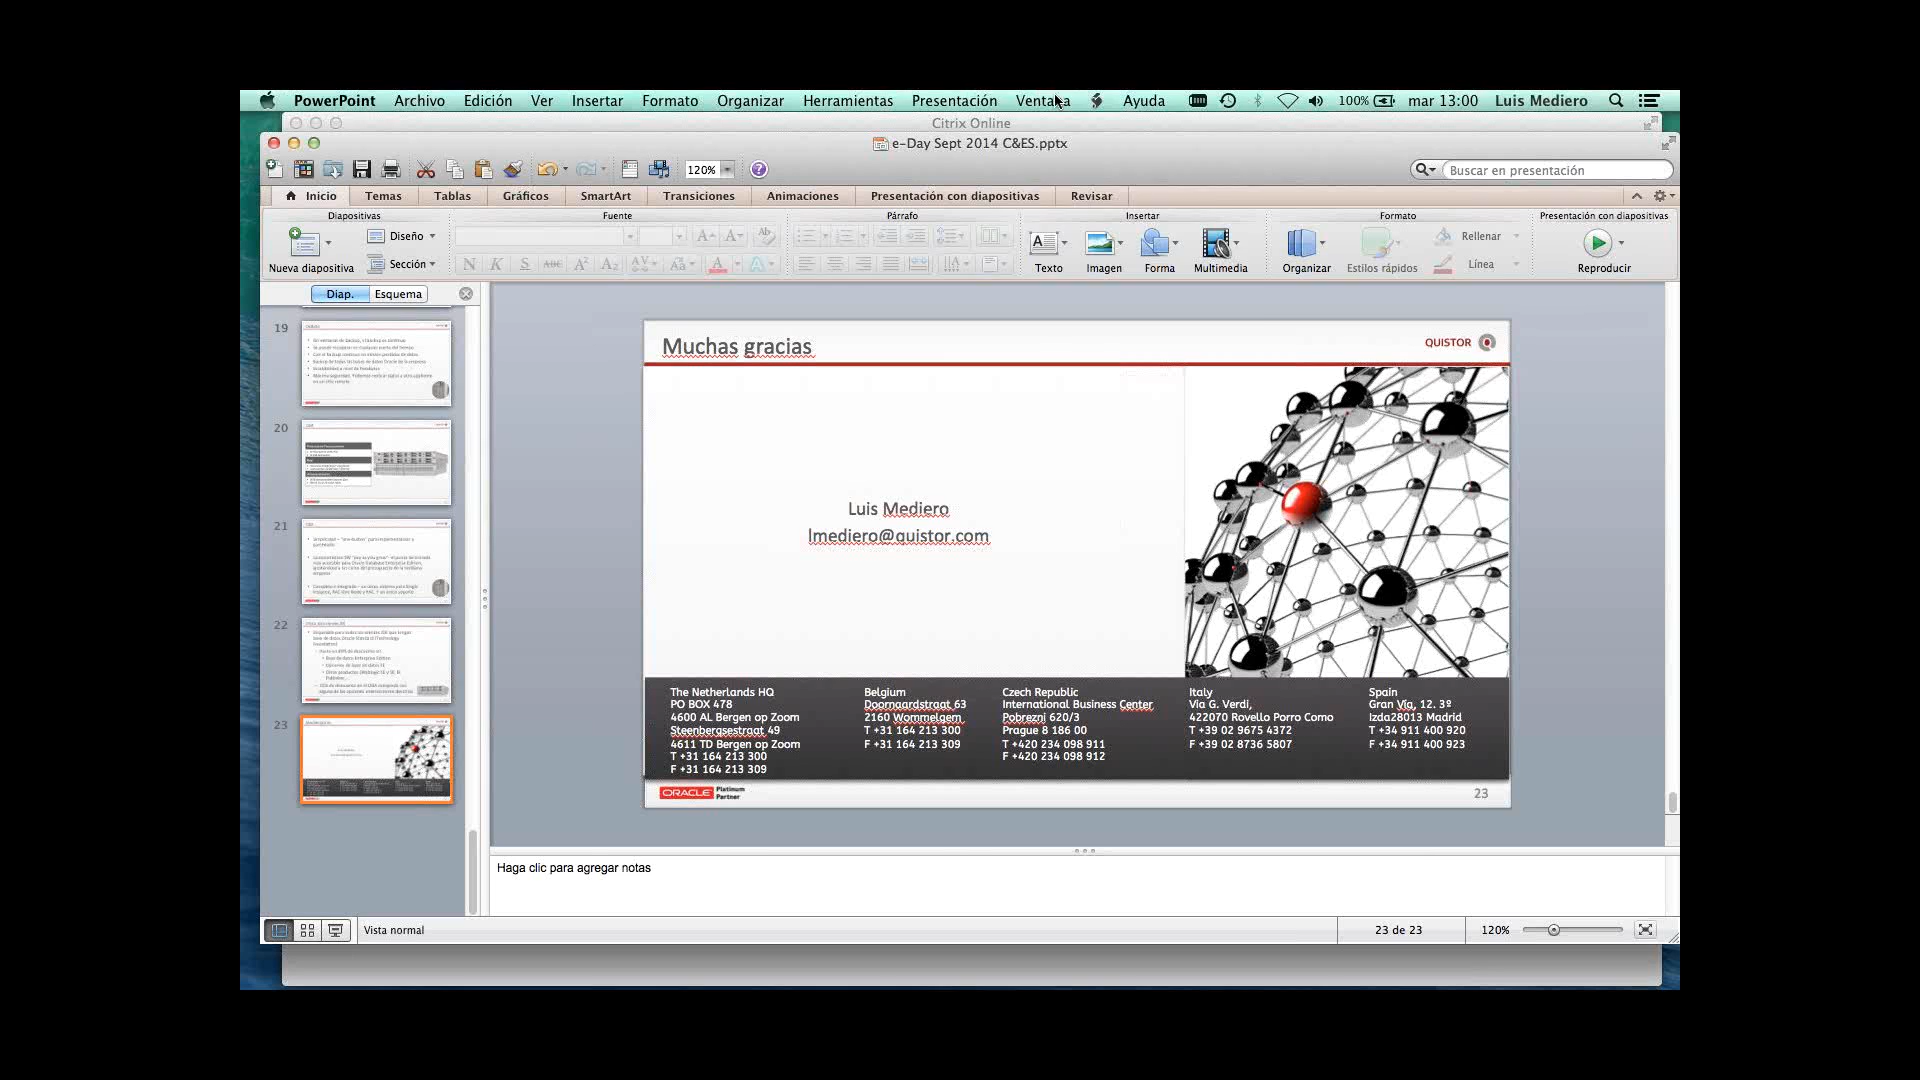 PowerPoint Archivo Edición Ver Insertar Formato Organizar Herramientas Presentación Ventana Ayuda 100% mar 13:00 Luis Mediero
Citrix Online
e-Day Sept 2014 C&ES.pptx
120% Buscar en presentación
Inicio Temas Tablas Gráficos SmartArt Transiciones Animaciones Presentación con diapositivas Revisar
Diapositivas Fuente Párrafo Insertar Formato Presentación con diapositivas
Diseño Rellenar
Sección Línea
Nueva diapositiva Texto Imagen Forma Multimedia Organizar Estilos rápidos Reproducir
Diap. Esquema
19
20
21
22
23
Muchas gracias
QUISTOR
Luis Mediero
lmediero@quistor.com
The Netherlands HQ
PO BOX 478
4600 AL Bergen op Zoom
Steenbergsestraat 49
4611 TD Bergen op Zoom
T +31 164 213 300
F +31 164 213 309
Belgium
Doornaardstraat 63
2160 Wommelgem
T +31 164 213 300
F +31 164 213 309
Czech Republic
International Business Center
Pobrezni 620/3
Prague 8 186 00
T +420 234 098 911
F +420 234 098 912
Italy
Via G. Verdi,
422070 Rovello Porro Como
T +39 02 9675 4372
F +39 02 8736 5807
Spain
Gran Vía, 12. 3º
Izda28013 Madrid
T +34 911 400 920
F +34 911 400 923
ORACLE Platinum
Partner
23
Haga clic para agregar notas
Vista normal 23 de 23 120%